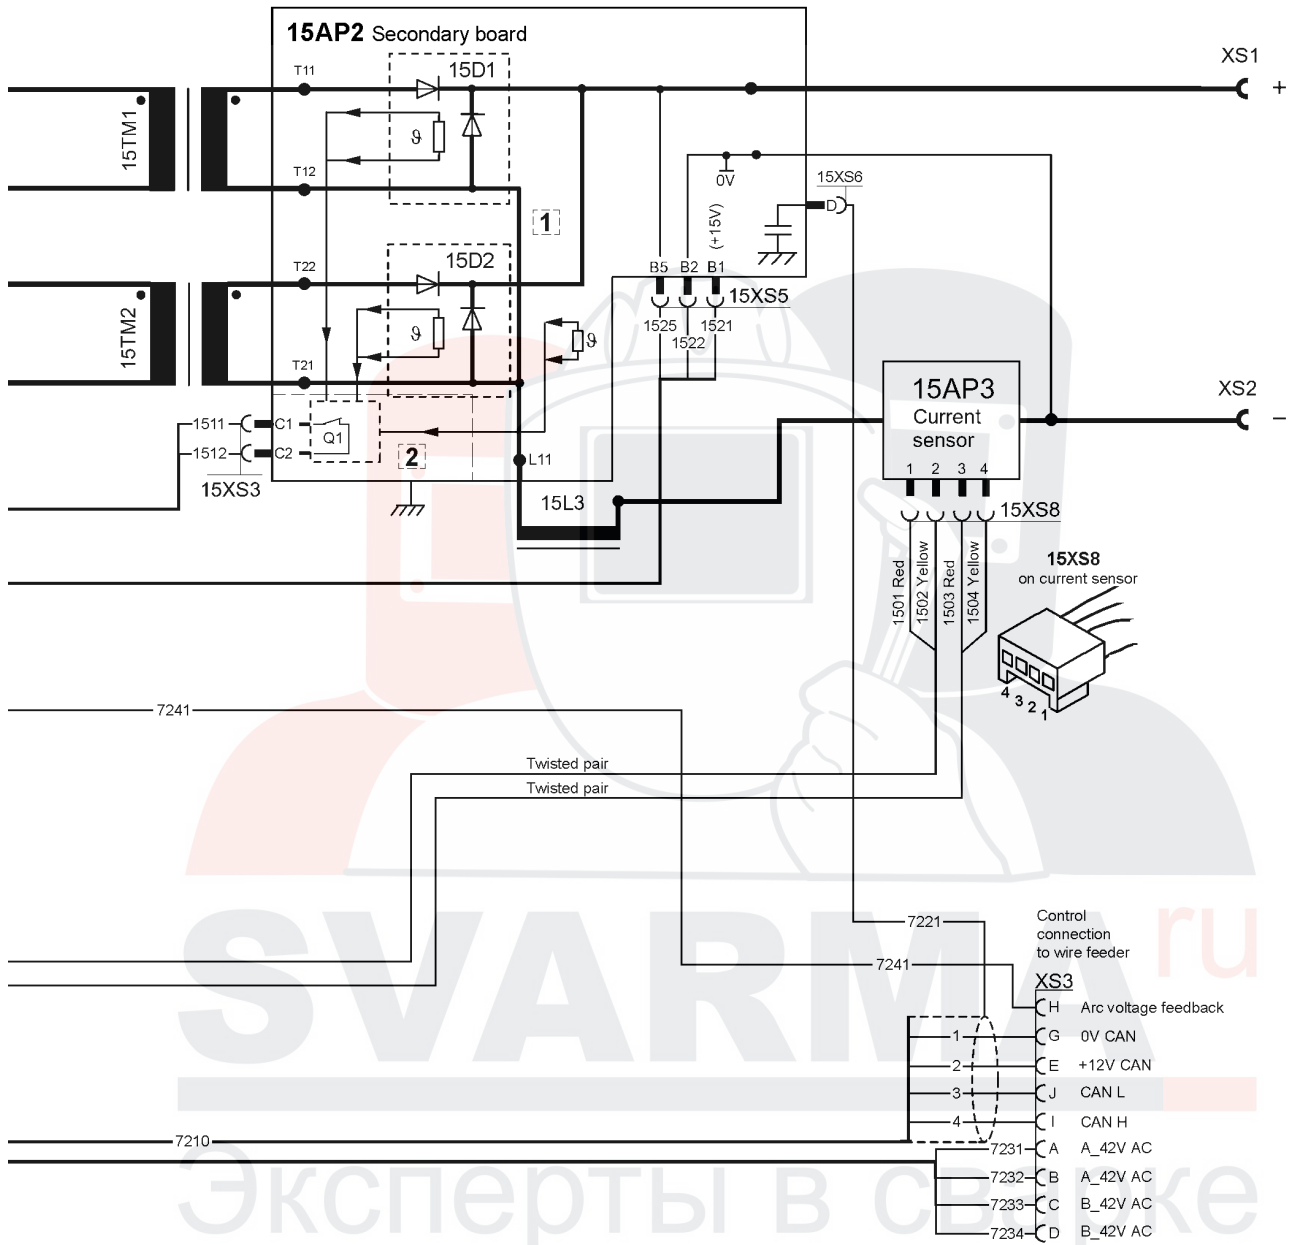 15AP2 Secondary board
XS1
+
T11
15D1
15TM1
ϑ
T12
0V
15XS6
D
1
(+15V)
T22
15D2
B5 B2 B1
15XS5
15TM2
ϑ
ϑ
1525
1522
1521
T21
15AP3
Current
sensor
XS2
−
1511
C1
Q1
1512
C2
2
L11
15XS3
15L3
1 2 3 4
15XS8
1501 Red
1502 Yellow
1503 Red
1504 Yellow
15XS8
on current sensor
4 3 2 1
7241
Twisted pair
Twisted pair
7221
Control
connection
to wire feeder
7241
XS3
H Arc voltage feedback
1 G 0V CAN
2 E +12V CAN
3 J CAN L
4 I CAN H
7210
7231 A A_42V AC
7232 B A_42V AC
7233 C B_42V AC
7234 D B_42V AC
SVARMA ru
Эксперты в сварке